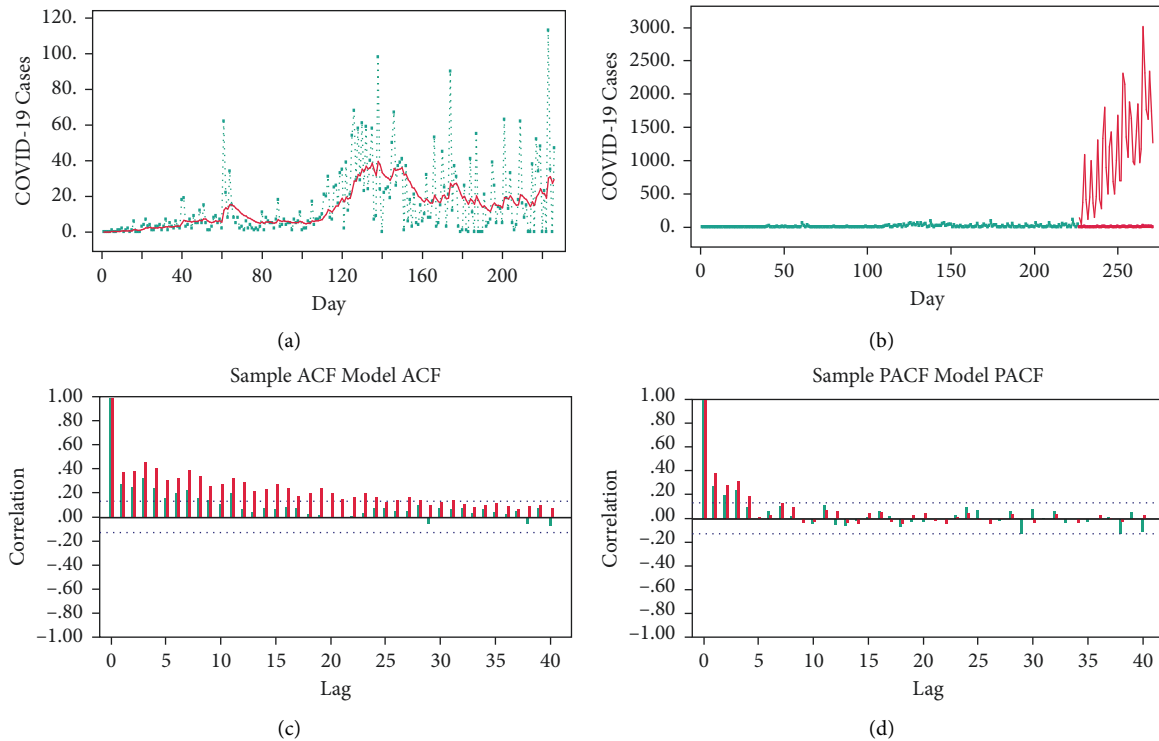 COVID-19 Cases
120.
100.
80.
60.
40.
20.
0.
0 40 80 120 160 200
Day
(a)
COVID-19 Cases
3000.
2500.
2000.
1500.
1000.
500.
0
0 50 100 150 200 250
Day
(b)
Sample ACF Model ACF
Correlation
1.00
.80
.60
.40
.20
.00
–.20
–.40
–.60
–.80
–1.00
0 5 10 15 20 25 30 35 40
Lag
(c)
Sample PACF Model PACF
Correlation
1.00
.80
.60
.40
.20
.00
–.20
–.40
–.60
–.80
–1.00
0 5 10 15 20 25 30 35 40
Lag
(d)